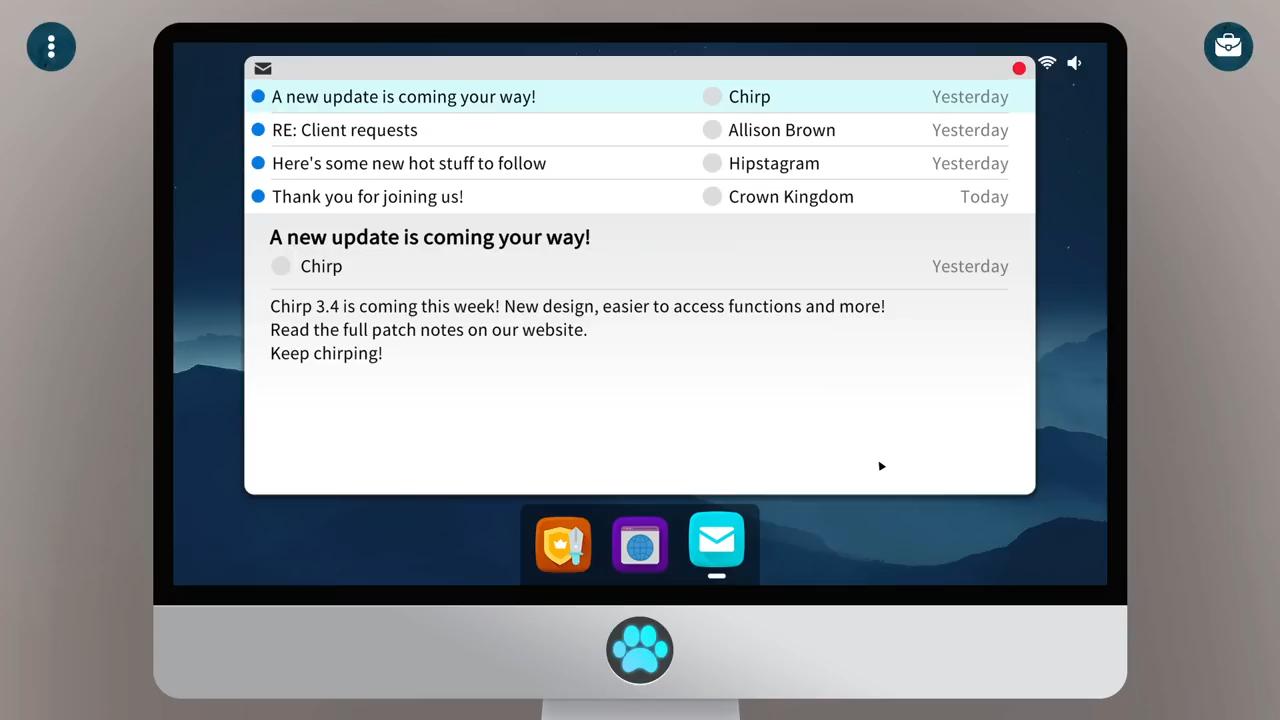 A new update is coming your way! Chirp Yesterday
RE: Client requests Allison Brown Yesterday
Here's some new hot stuff to follow Hipstagram Yesterday
Thank you for joining us! Crown Kingdom Today
A new update is coming your way!
Chirp Yesterday
Chirp 3.4 is coming this week! New design, easier to access functions and more!
Read the full patch notes on our website.
Keep chirping!